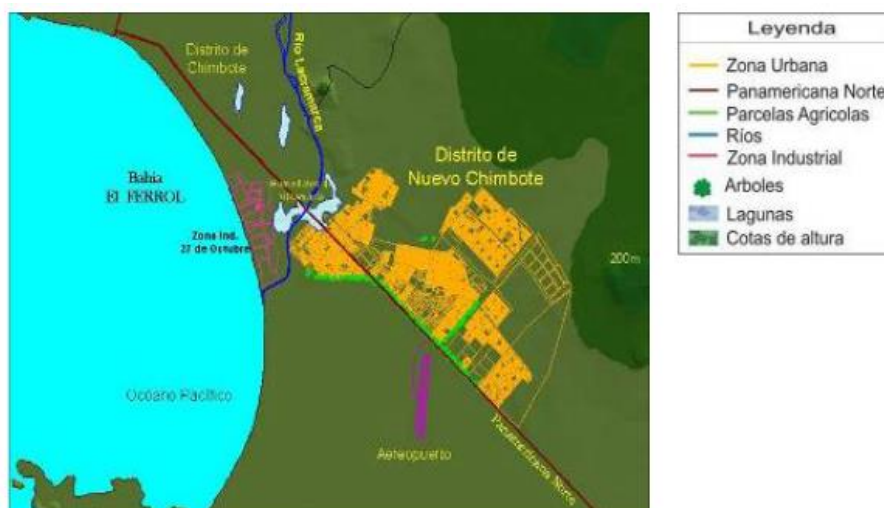 Distrito de
Chimbote
Río Lacramarca
Distrito de
Nuevo Chimbote
Bahía
El FERROL
Zona Ind.
27 de Octubre
200m
Océano Pacífico
Aereopuerto
Panamericana Norte
Leyenda
Zona Urbana
Panamericana Norte
Parcelas Agricolas
Ríos
Zona Industrial
Arboles
Lagunas
Cotas de altura